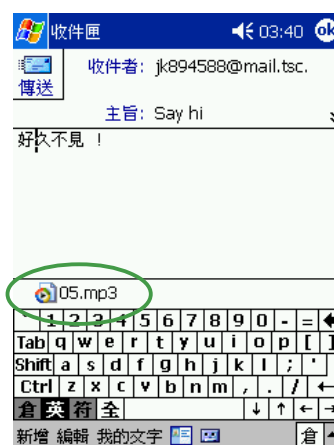 收件匣 03:40 ok
傳送 收件者: jk894588@mail.tsc.
主旨: Say hi
好久不見 !
05.mp3
1 2 3 4 5 6 7 8 9 0 - =
Tab q w e r t y u i o p [ ]
Shift a s d f g h j k l ; '
Ctrl z x c v b n m , . /
倉 英 符 全
新增 編輯 我的文字 倉